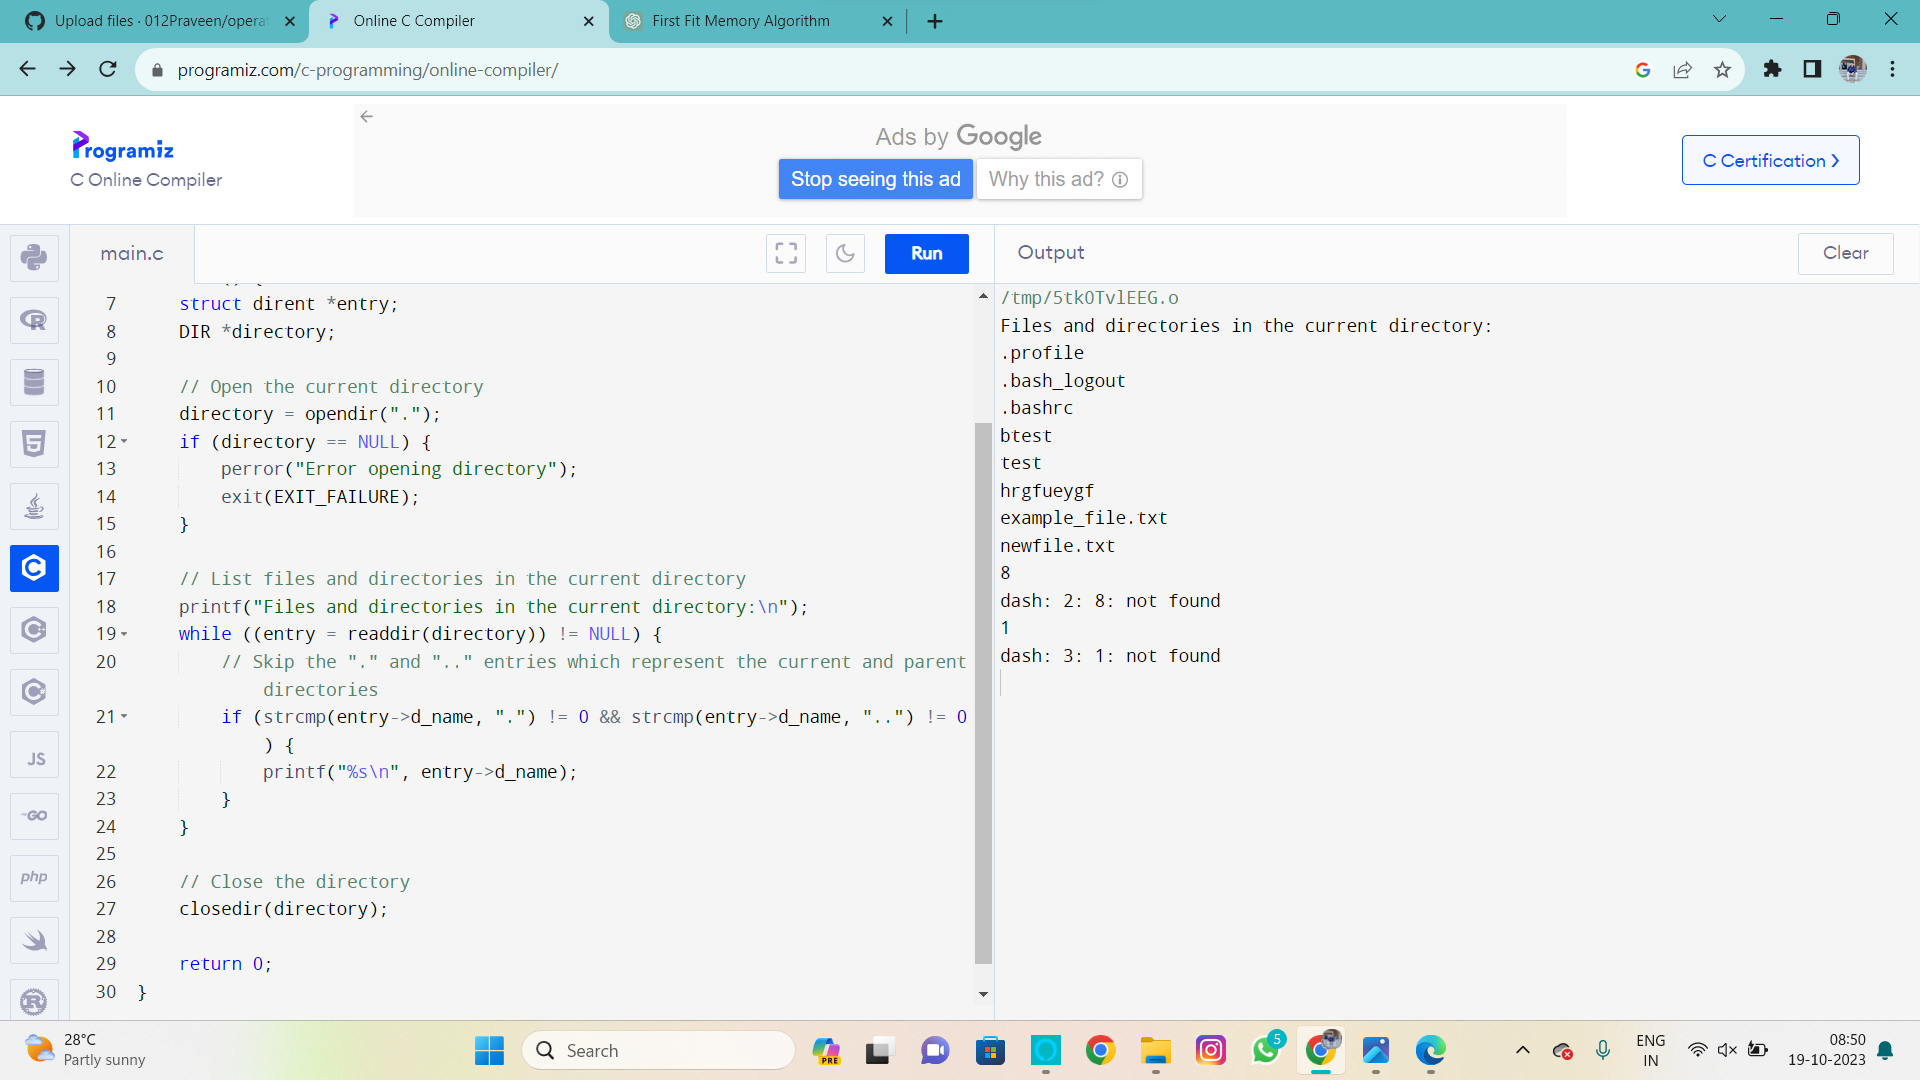 Upload files · 012Praveen/opera
Online C Compiler
First Fit Memory Algorithm
programiz.com/c-programming/online-compiler/
Programiz
C Online Compiler
Ads by Google
Stop seeing this ad
Why this ad?
C Certification
main.c
Run
Output
Clear
7 struct dirent *entry;
8 DIR *directory;
9
10 // Open the current directory
11 directory = opendir(".");
12 if (directory == NULL) {
13 perror("Error opening directory");
14 exit(EXIT_FAILURE);
15 }
16
17 // List files and directories in the current directory
18 printf("Files and directories in the current directory:\n");
19 while ((entry = readdir(directory)) != NULL) {
20 // Skip the "." and ".." entries which represent the current and parent
directories
21 if (strcmp(entry->d_name, ".") != 0 && strcmp(entry->d_name, "..") != 0
) {
22 printf("%s\n", entry->d_name);
23 }
24 }
25
26 // Close the directory
27 closedir(directory);
28
29 return 0;
30 }
/tmp/5tkOTvlEEG.o
Files and directories in the current directory:
.profile
.bash_logout
.bashrc
btest
test
hrgfueygf
example_file.txt
newfile.txt
8
dash: 2: 8: not found
1
dash: 3: 1: not found
JS
GO
php
28°C
Partly sunny
Search
PRE
5
ENG
IN
08:50
19-10-2023